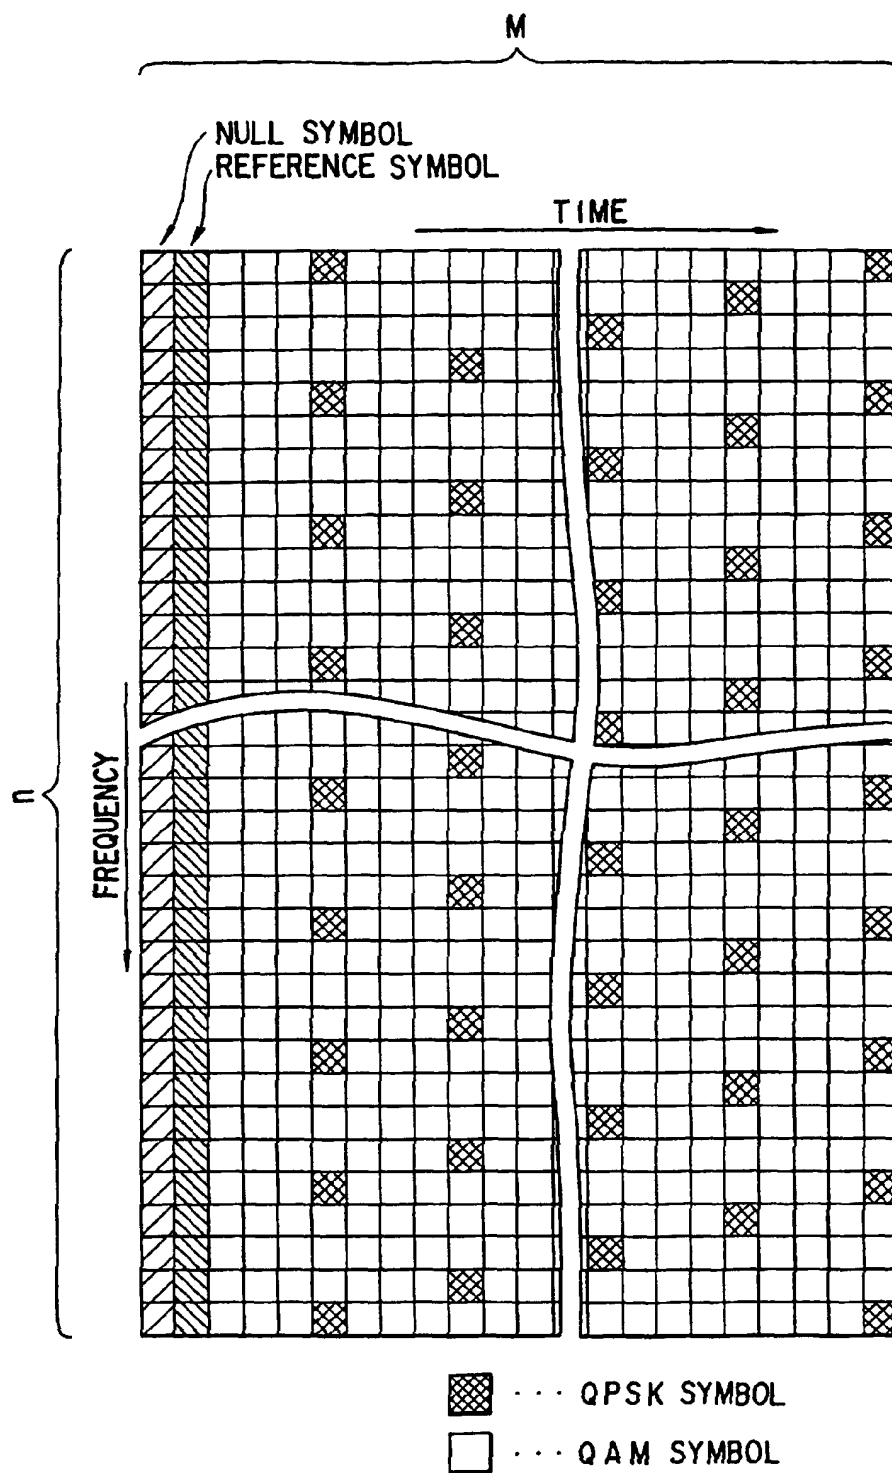 M
NULL SYMBOL
REFERENCE SYMBOL
TIME
n
FREQUENCY
... QPSK SYMBOL
... QAM SYMBOL